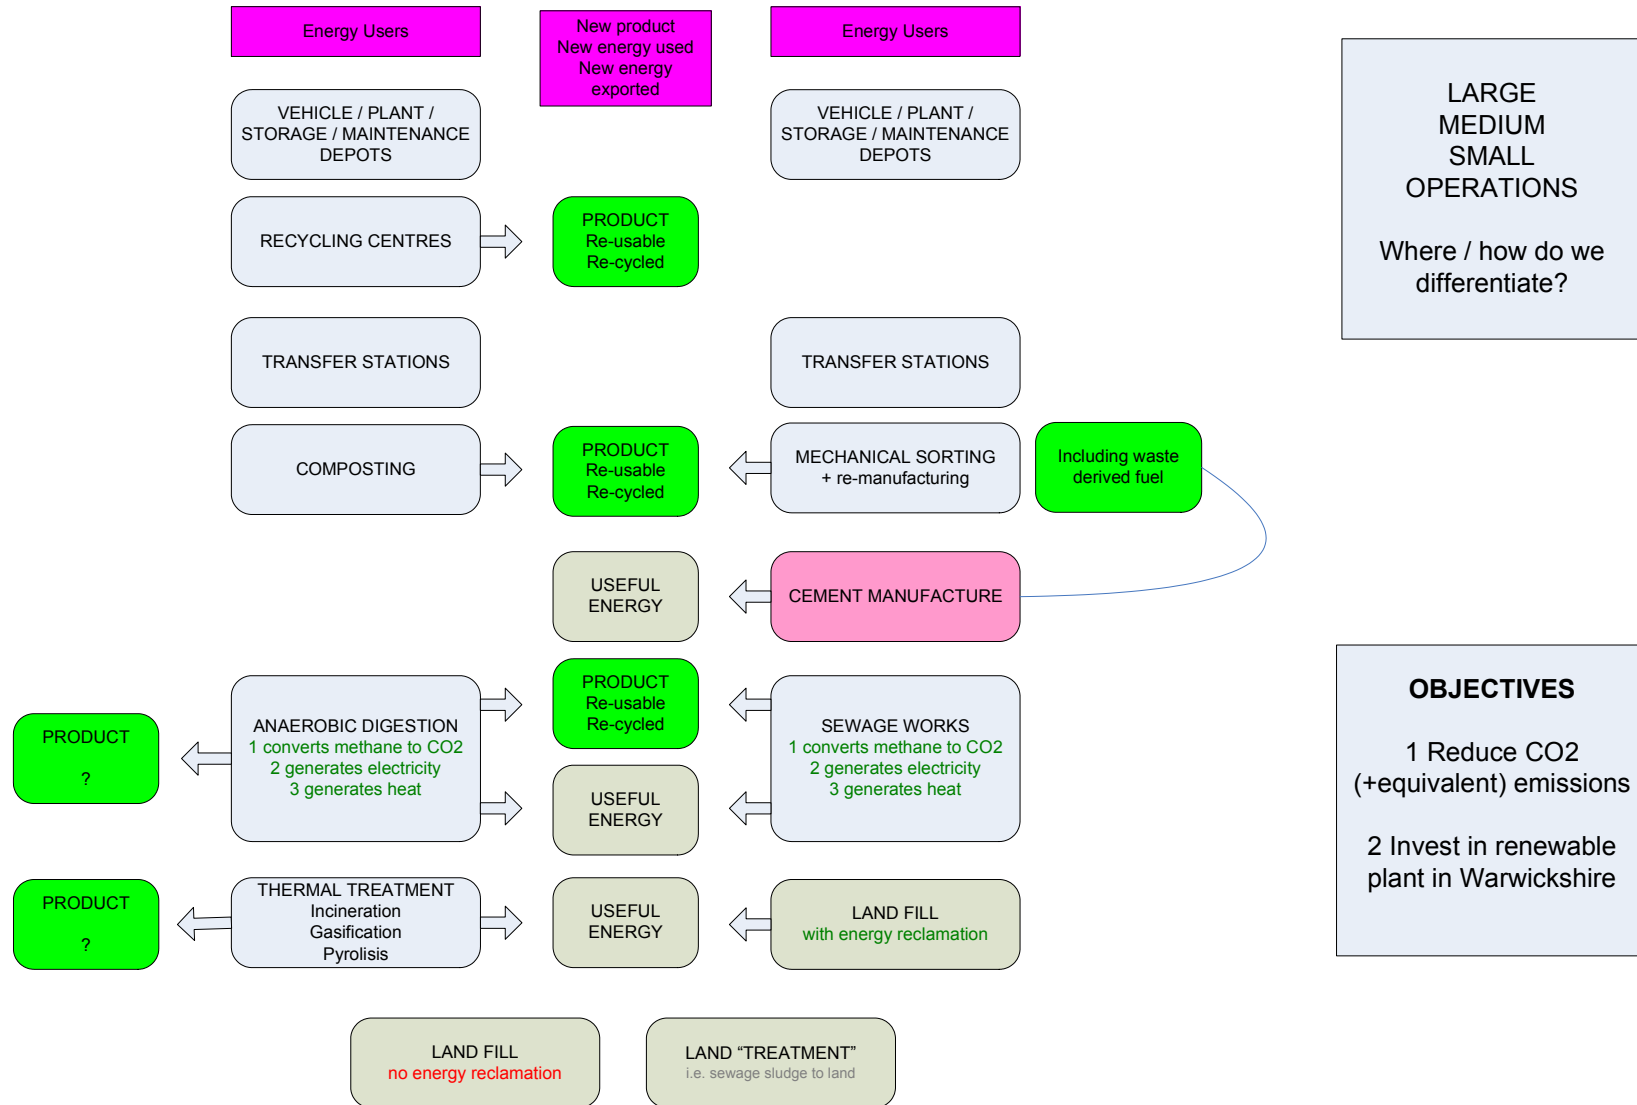 Energy Users
New product
New energy used
New energy
exported
Energy Users
VEHICLE / PLANT /
STORAGE / MAINTENANCE
DEPOTS
VEHICLE / PLANT /
STORAGE / MAINTENANCE
DEPOTS
LARGE
MEDIUM
SMALL
OPERATIONS
Where / how do we
differentiate?
RECYCLING CENTRES
PRODUCT
Re-usable
Re-cycled
TRANSFER STATIONS
TRANSFER STATIONS
COMPOSTING
PRODUCT
Re-usable
Re-cycled
MECHANICAL SORTING
+ re-manufacturing
Including waste
derived fuel
USEFUL
ENERGY
CEMENT MANUFACTURE
PRODUCT
?
ANAEROBIC DIGESTION
1 converts methane to CO2
2 generates electricity
3 generates heat
PRODUCT
Re-usable
Re-cycled
USEFUL
ENERGY
SEWAGE WORKS
1 converts methane to CO2
2 generates electricity
3 generates heat
OBJECTIVES
1 Reduce CO2
(+equivalent) emissions
2 Invest in renewable
plant in Warwickshire
PRODUCT
?
THERMAL TREATMENT
Incineration
Gasification
Pyrolisis
USEFUL
ENERGY
LAND FILL
with energy reclamation
LAND FILL
no energy reclamation
LAND “TREATMENT”
i.e. sewage sludge to land